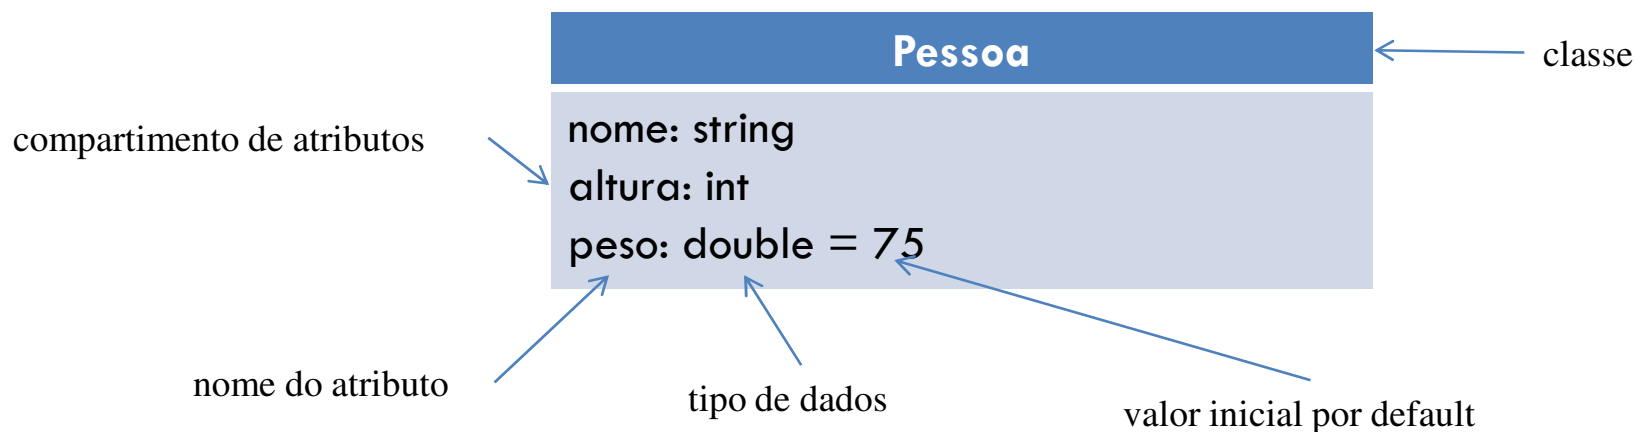 Pessoa
classe
compartimento de atributos
nome: string
altura: int
peso: double = 75
nome do atributo
tipo de dados
valor inicial por default